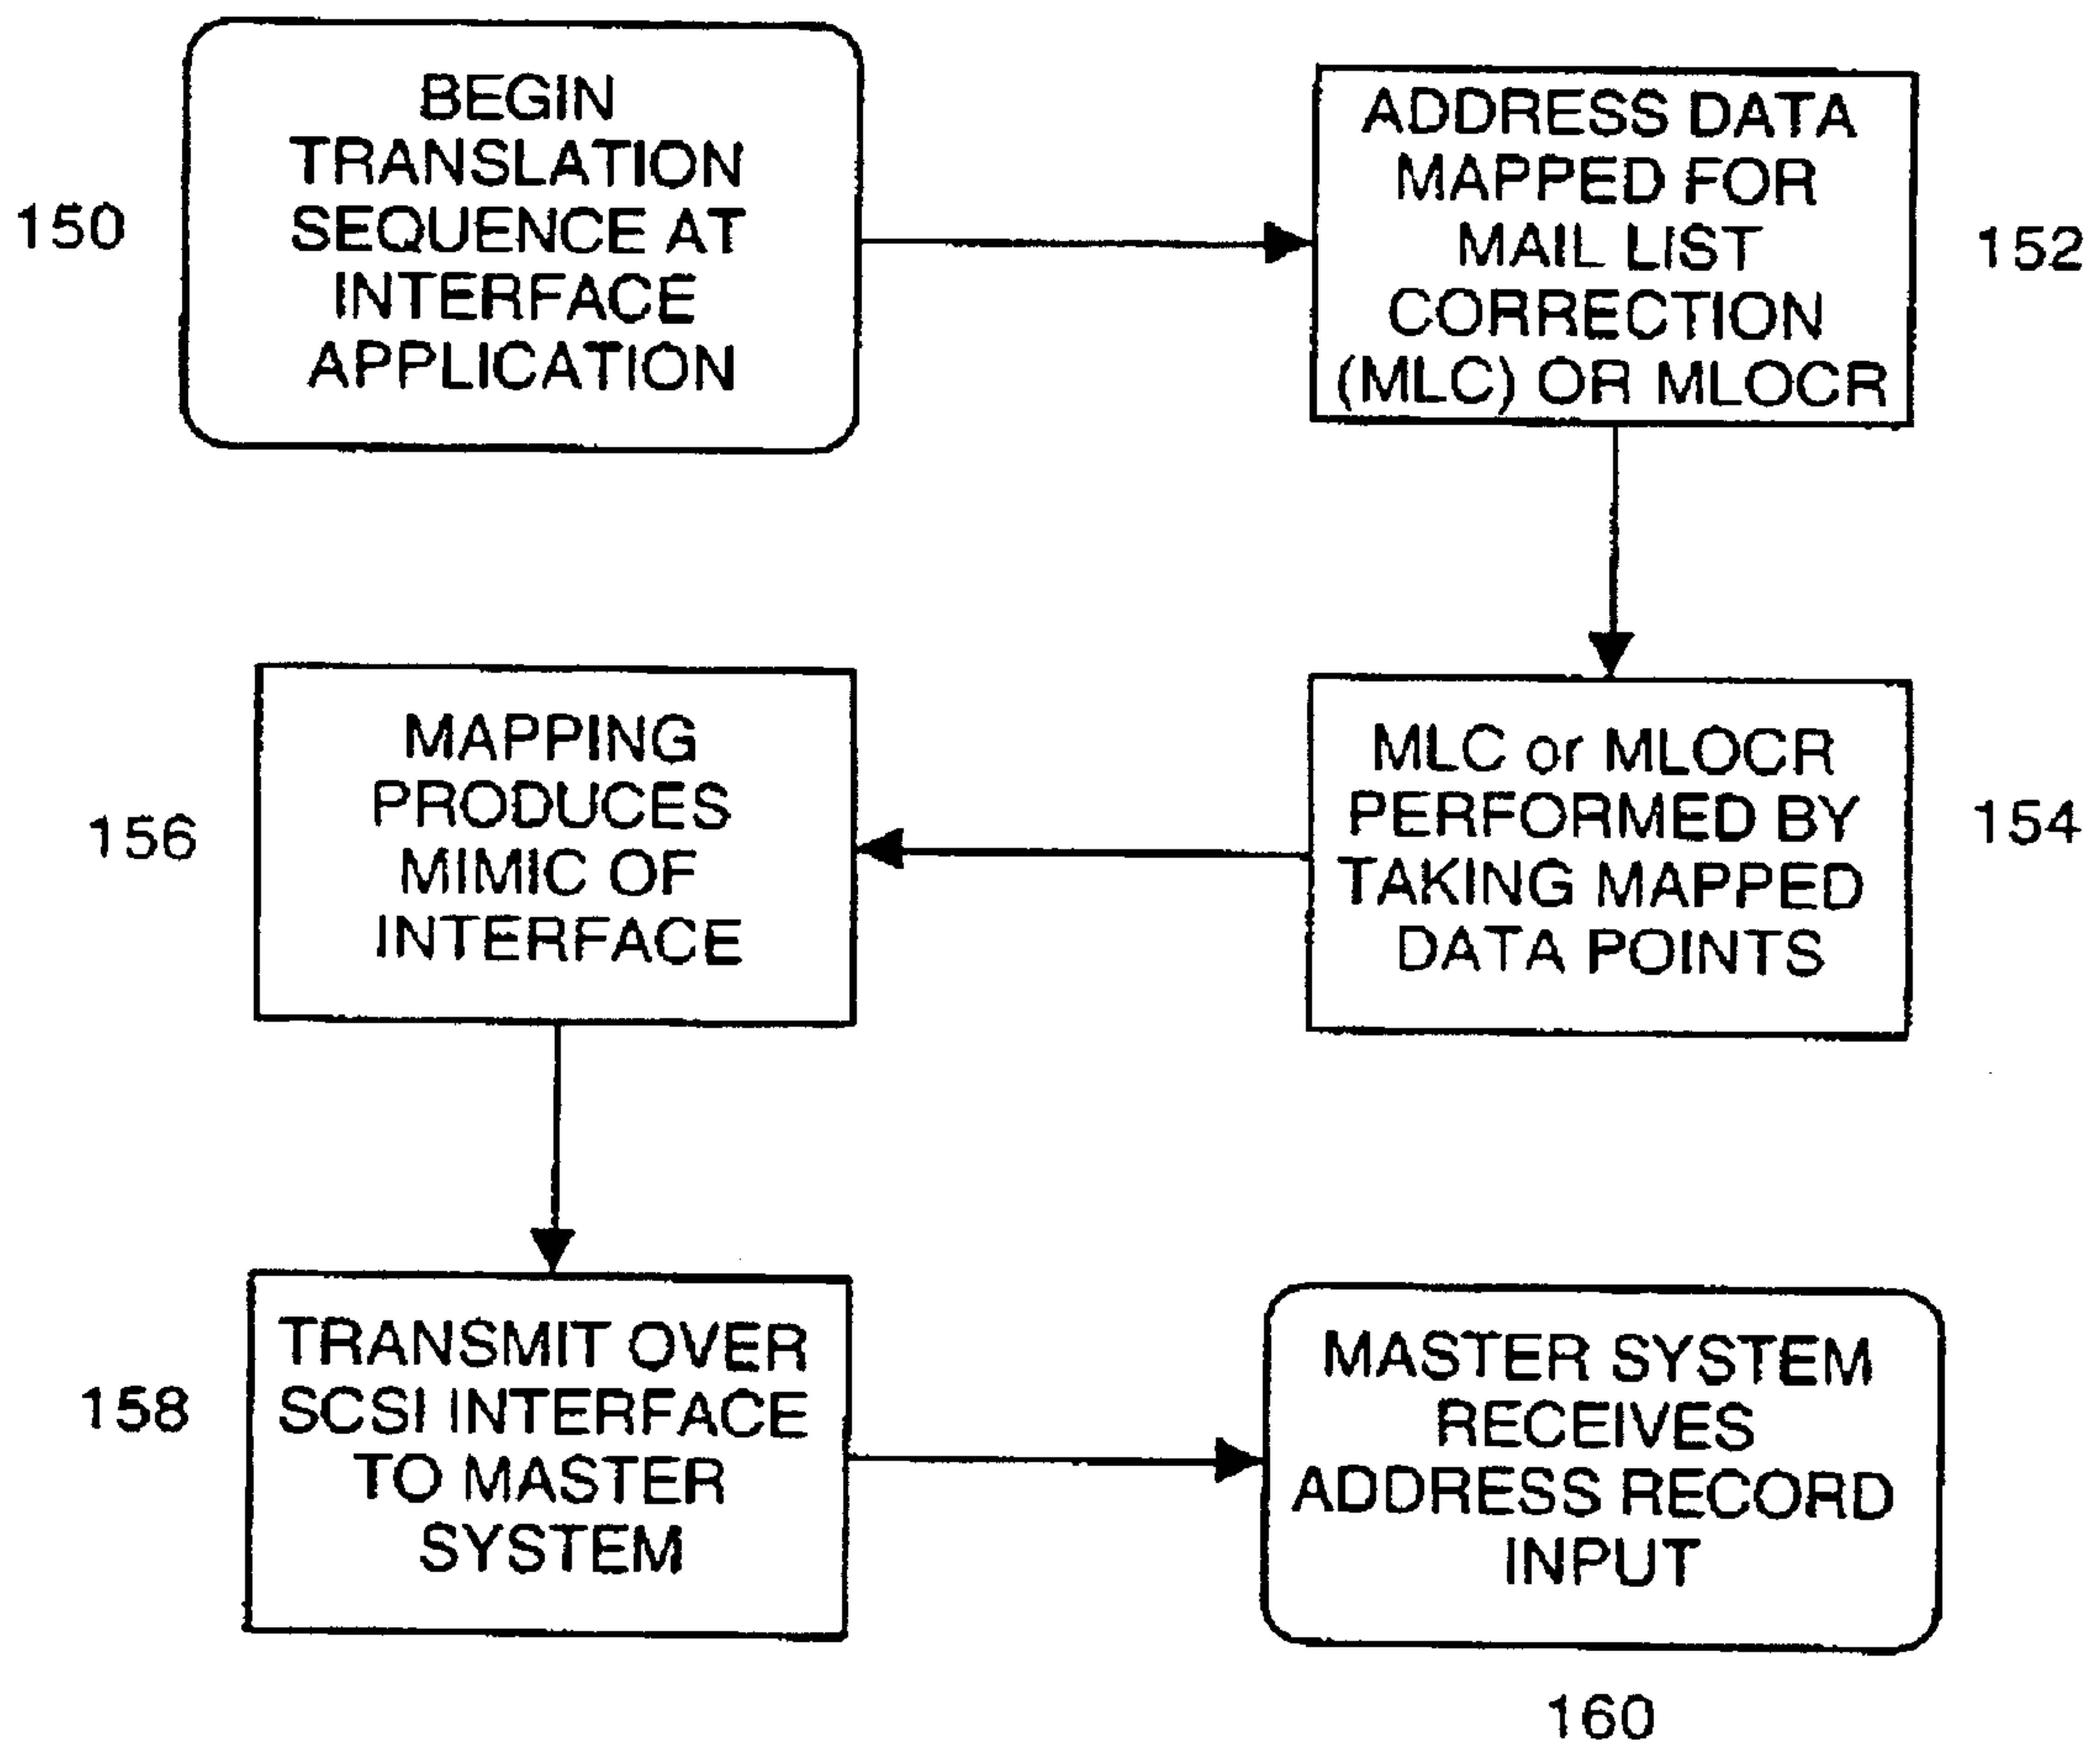 150
BEGIN
TRANSLATION
SEQUENCE AT
INTERFACE
APPLICATION
ADDRESS DATA
MAPPED FOR
MAIL LIST
CORRECTION
(MLC) OR MLOCR
152
MLC or MLOCR
PERFORMED BY
TAKING MAPPED
DATA POINTS
154
156
MAPPING
PRODUCES
MIMIC OF
INTERFACE
158
TRANSMIT OVER
SCSI INTERFACE
TO MASTER
SYSTEM
MASTER SYSTEM
RECEIVES
ADDRESS RECORD
INPUT
160